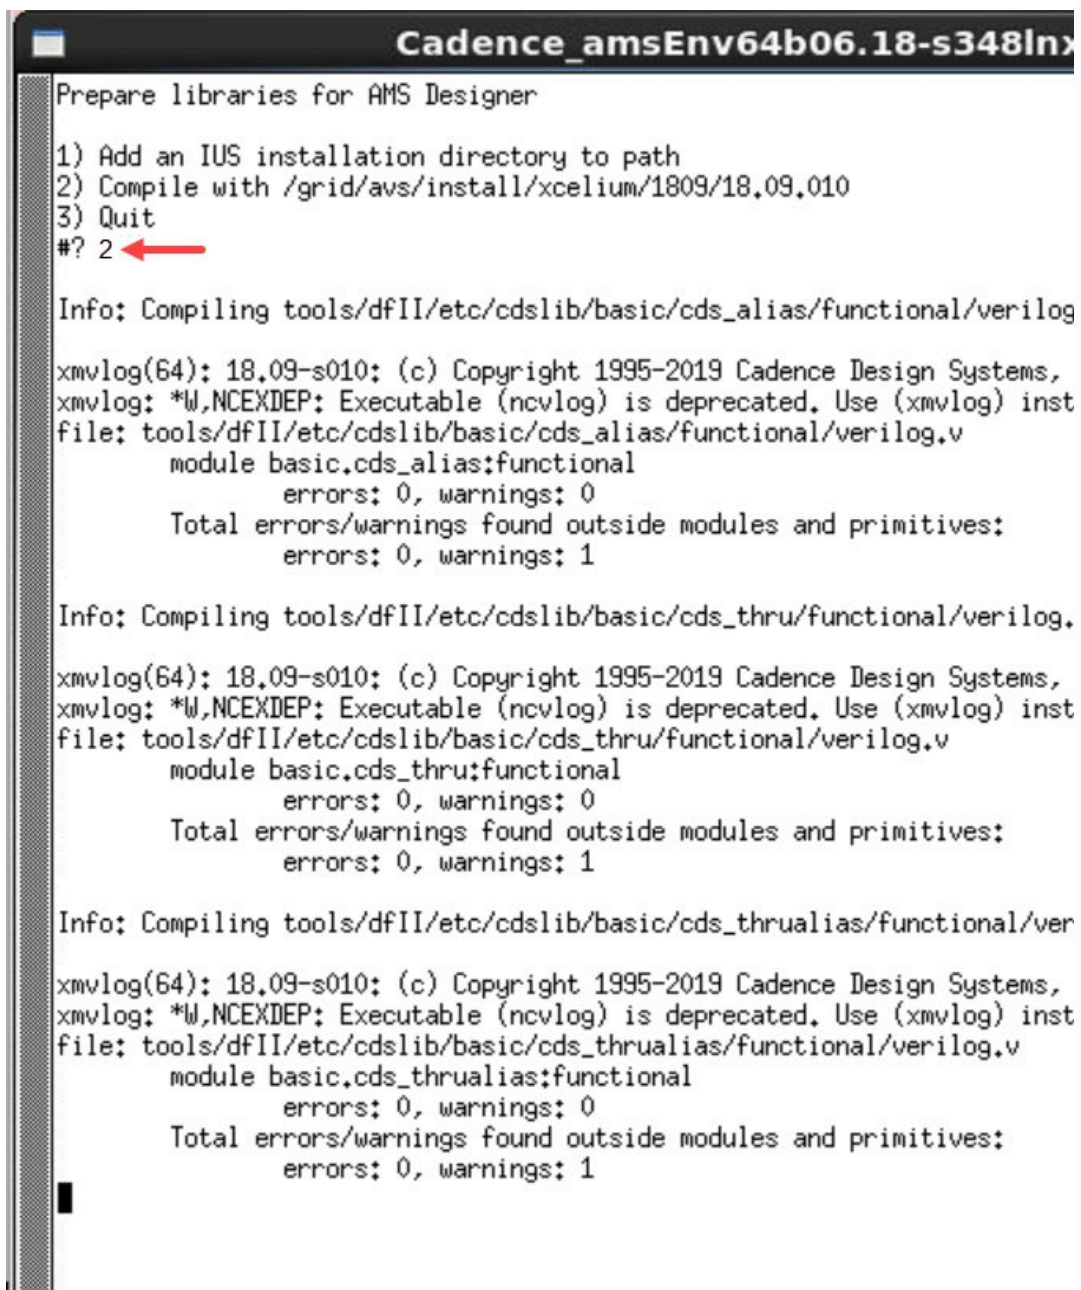 Cadence_amsEnv64b06.18-s348lnx
Prepare libraries for AMS Designer
1) Add an IUS installation directory to path
2) Compile with /grid/avs/install/xcelium/1809/18.09.010
3) Quit
#? 2
Info: Compiling tools/dfII/etc/cdslib/basic/cds_alias/functional/verilog
xmvlog(64): 18.09-s010: (c) Copyright 1995-2019 Cadence Design Systems,
xmvlog: *W,NCEXDEP: Executable (ncvlog) is deprecated. Use (xmvlog) inst
file: tools/dfII/etc/cdslib/basic/cds_alias/functional/verilog.v
module basic.cds_alias:functional
errors: 0, warnings: 0
Total errors/warnings found outside modules and primitives:
errors: 0, warnings: 1
Info: Compiling tools/dfII/etc/cdslib/basic/cds_thru/functional/verilog.
xmvlog(64): 18.09-s010: (c) Copyright 1995-2019 Cadence Design Systems,
xmvlog: *W,NCEXDEP: Executable (ncvlog) is deprecated. Use (xmvlog) inst
file: tools/dfII/etc/cdslib/basic/cds_thru/functional/verilog.v
module basic.cds_thru:functional
errors: 0, warnings: 0
Total errors/warnings found outside modules and primitives:
errors: 0, warnings: 1
Info: Compiling tools/dfII/etc/cdslib/basic/cds_thrualias/functional/ver
xmvlog(64): 18.09-s010: (c) Copyright 1995-2019 Cadence Design Systems,
xmvlog: *W,NCEXDEP: Executable (ncvlog) is deprecated. Use (xmvlog) inst
file: tools/dfII/etc/cdslib/basic/cds_thrualias/functional/verilog.v
module basic.cds_thrualias:functional
errors: 0, warnings: 0
Total errors/warnings found outside modules and primitives:
errors: 0, warnings: 1